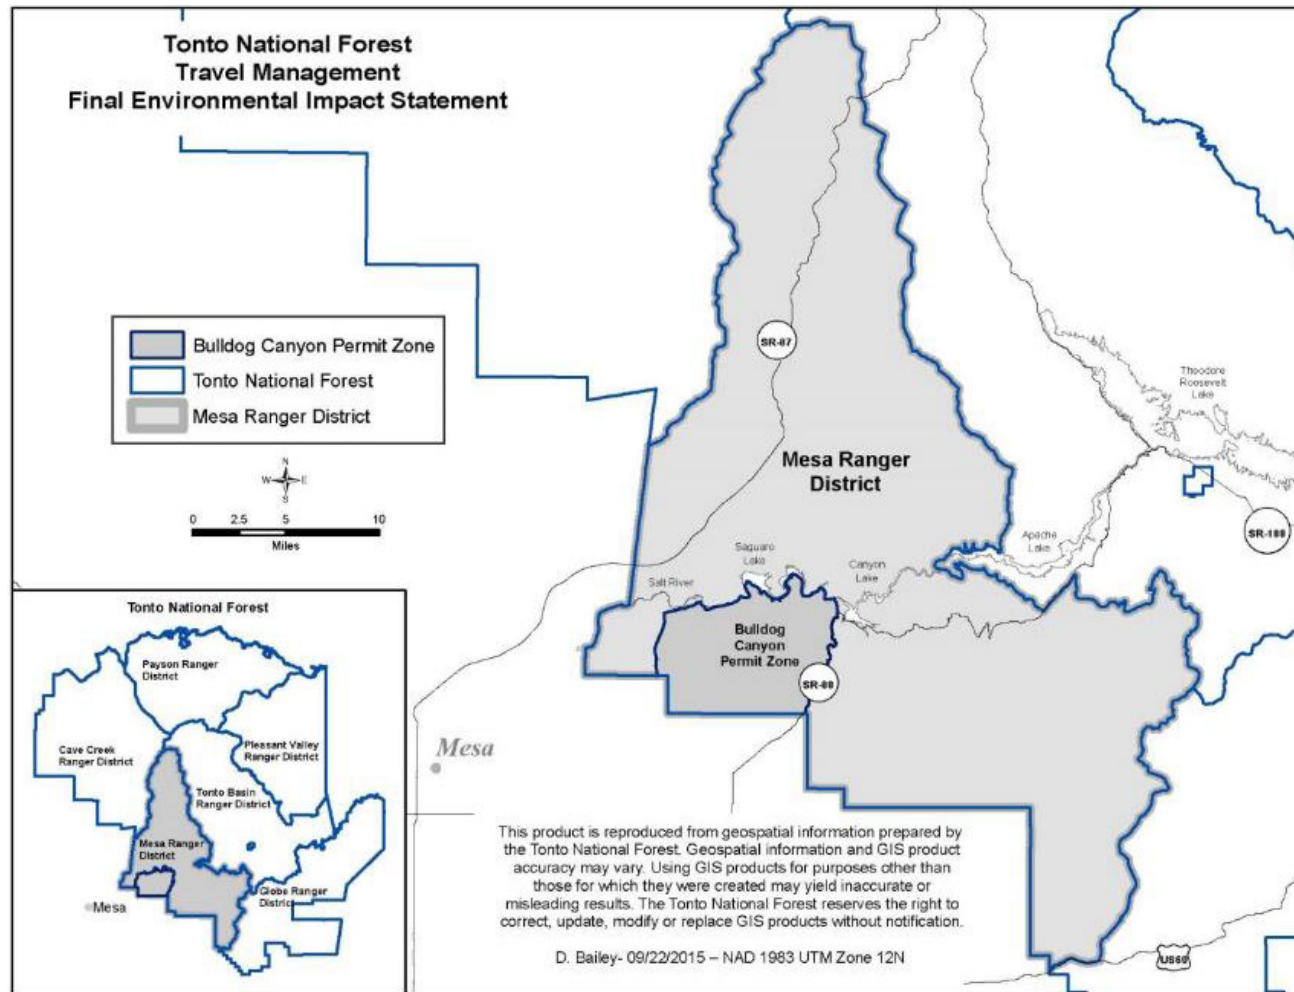 Tonto National Forest
Travel Management
Final Environmental Impact Statement
SR-87
Bulldog Canyon Permit Zone
Tonto National Forest
Mesa Ranger District
Theodore
Roosevelt
Lake
N
W
E
S
0
2.5
5
10
Miles
Mesa Ranger
District
SR-188
Apache
Lake
Saguaro
Lake
Canyon
Lake
Salt River
Bulldog
Canyon
Permit Zone
SR-88
Mesa
Tonto National Forest
Payson Ranger
District
Cave Creek
Ranger District
Pleasant Valley
Ranger District
Tonto Basin
Ranger District
Mesa Ranger
District
Globe Ranger
District
Mesa
This product is reproduced from geospatial information prepared by
the Tonto National Forest. Geospatial information and GIS product
accuracy may vary. Using GIS products for purposes other than
those for which they were created may yield inaccurate or
misleading results. The Tonto National Forest reserves the right to
correct, update, modify or replace GIS products without notification.
D. Bailey- 09/22/2015 – NAD 1983 UTM Zone 12N
US60